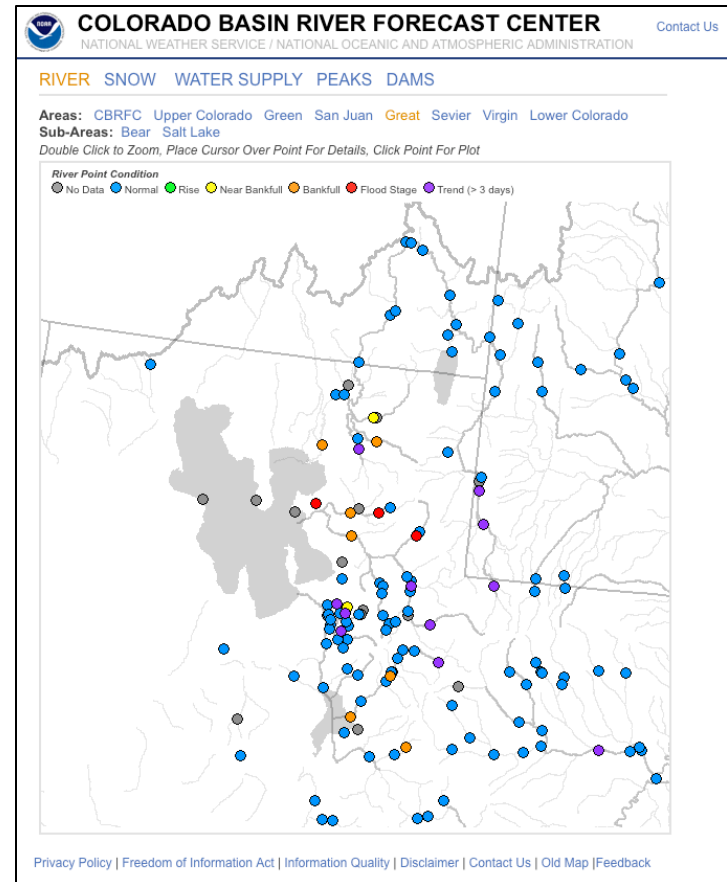 NOAA
COLORADO BASIN RIVER FORECAST CENTER
Contact Us
NATIONAL WEATHER SERVICE / NATIONAL OCEANIC AND ATMOSPHERIC ADMINISTRATION
RIVER SNOW WATER SUPPLY PEAKS DAMS
Areas: CBRFC Upper Colorado Green San Juan Great Sevier Virgin Lower Colorado
Sub-Areas: Bear Salt Lake
Double Click to Zoom, Place Cursor Over Point For Details, Click Point For Plot
River Point Condition
No Data Normal Rise Near Bankfull Bankfull Flood Stage Trend (> 3 days)
Privacy Policy | Freedom of Information Act | Information Quality | Disclaimer | Contact Us | Old Map |Feedback